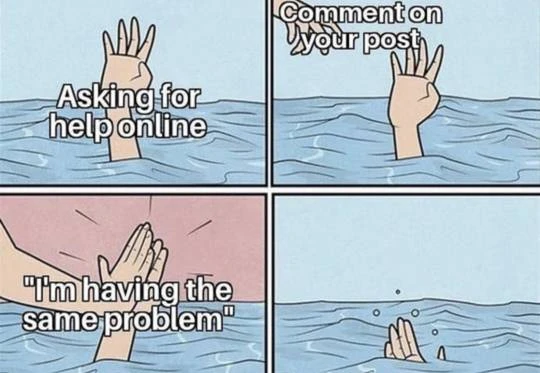 Asking for
help online
Comment on
your post
"I'm having the
same problem"